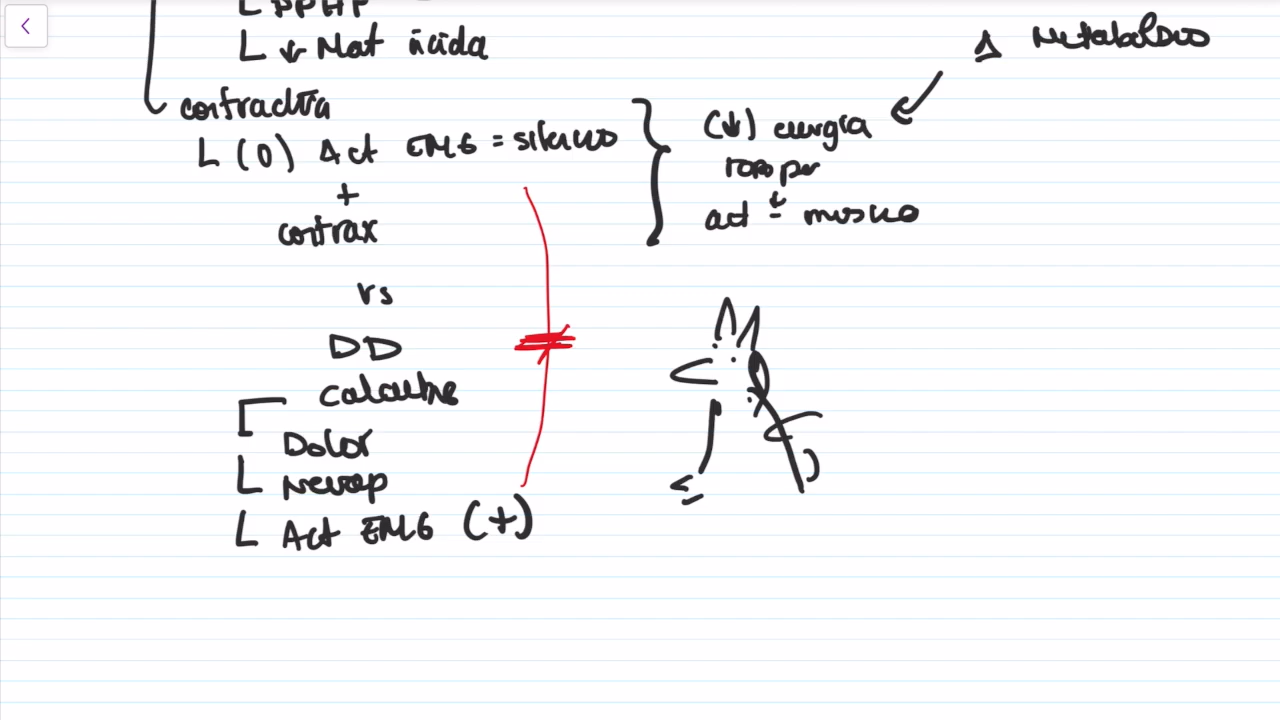 L ↓ Mat ácida
Δ Metabolismo
contractura
L (0) Act EMG = silencio
+
contrax
(↓) energía
romper
act músculo
vs
DD
calambre
Dolor
L Neurop
L Act EMG (+)